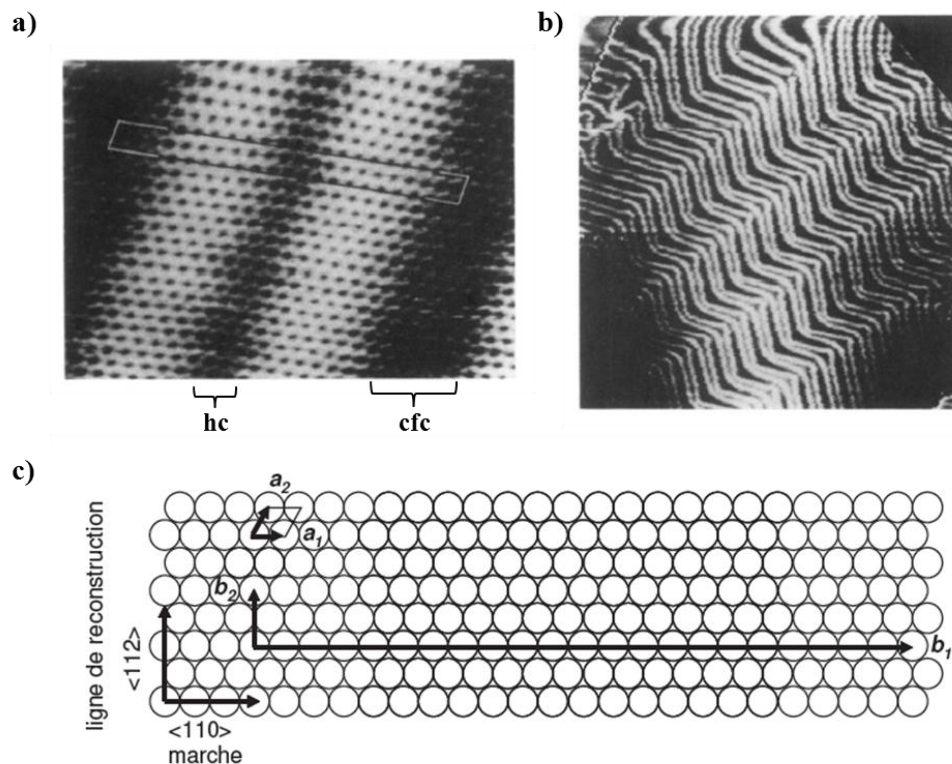 a)
b)
hc
cfc
c)
ligne de reconstruction
<112>
a2
a1
b2
b1
<110>
marche